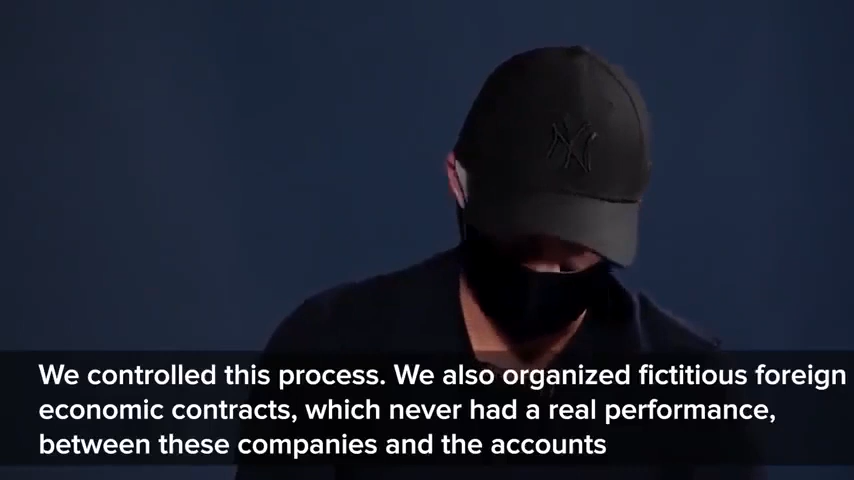 NY
We controlled this process. We also organized fictitious foreign
economic contracts, which never had a real performance,
between these companies and the accounts